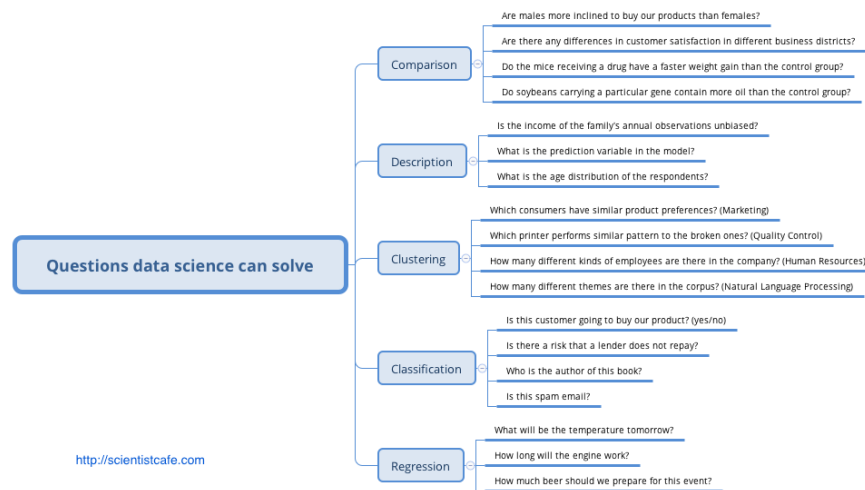 Questions data science can solve
Comparison
Are males more inclined to buy our products than females?
Are there any differences in customer satisfaction in different business districts?
Do the mice receiving a drug have a faster weight gain than the control group?
Do soybeans carrying a particular gene contain more oil than the control group?
Description
Is the income of the family's annual observations unbiased?
What is the prediction variable in the model?
What is the age distribution of the respondents?
Clustering
Which consumers have similar product preferences? (Marketing)
Which printer performs similar pattern to the broken ones? (Quality Control)
How many different kinds of employees are there in the company? (Human Resources)
How many different themes are there in the corpus? (Natural Language Processing)
Classification
Is this customer going to buy our product? (yes/no)
Is there a risk that a lender does not repay?
Who is the author of this book?
Is this spam email?
Regression
What will be the temperature tomorrow?
How long will the engine work?
How much beer should we prepare for this event?
http://scientistcafe.com